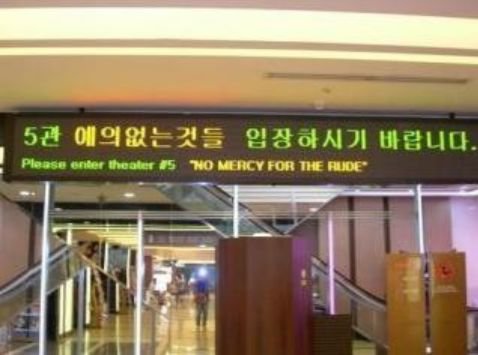 5관 예의없는것들 입장하시기 바랍니다.
Please enter theater #5 "NO MERCY FOR THE RUDE"